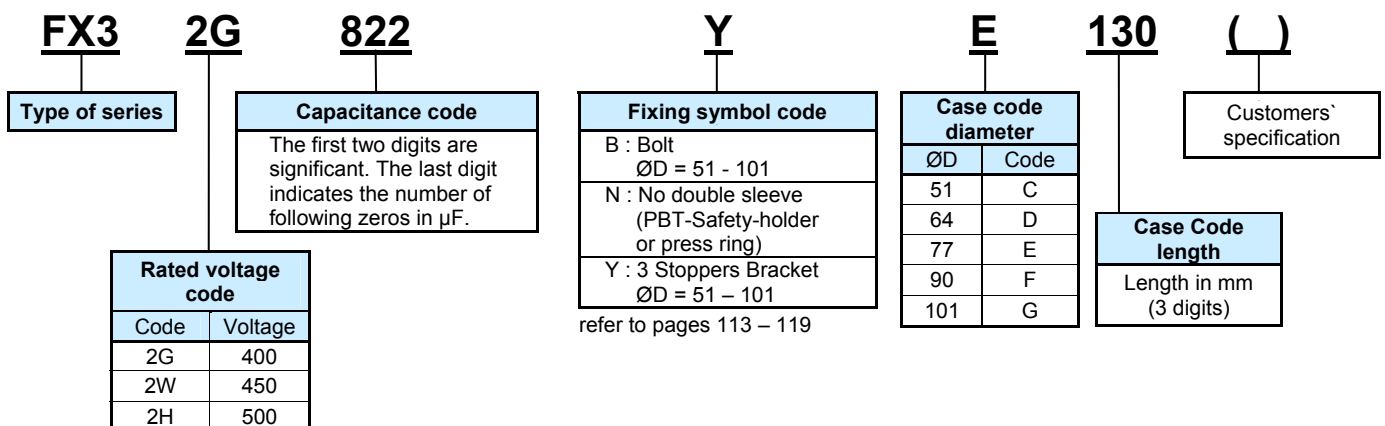 FX3 2G 822 Y E 130 ( )
Type of series
Capacitance code
The first two digits are
significant. The last digit
indicates the number of
following zeros in µF.
Rated voltage
code
Code Voltage
2G 400
2W 450
2H 500
Fixing symbol code
B : Bolt
ØD = 51 - 101
N : No double sleeve
(PBT-Safety-holder
or press ring)
Y : 3 Stoppers Bracket
ØD = 51 – 101
refer to pages 113 – 119
Case code
diameter
ØD Code
51 C
64 D
77 E
90 F
101 G
Case Code
length
Length in mm
(3 digits)
Customers`
specification